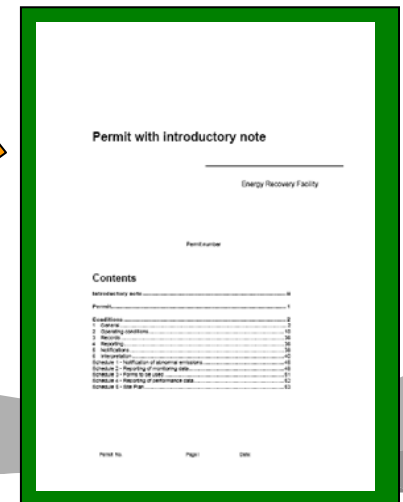 Permit with introductory note
Energy Recovery Facility
Permit number
Contents
Introductory note
Permit 1
Conditions 2
1 General
2 Operating conditions
3 Records
4 Reporting
5 Notifications
6 Interpretation
Schedule 1 - Notification of abnormal emissions
Schedule 2 - Reporting of monitoring data
Schedule 3 - Forms to be used
Schedule 4 - Reporting of performance data
Schedule 5 - Site Plan
Permit No. Page i Date: